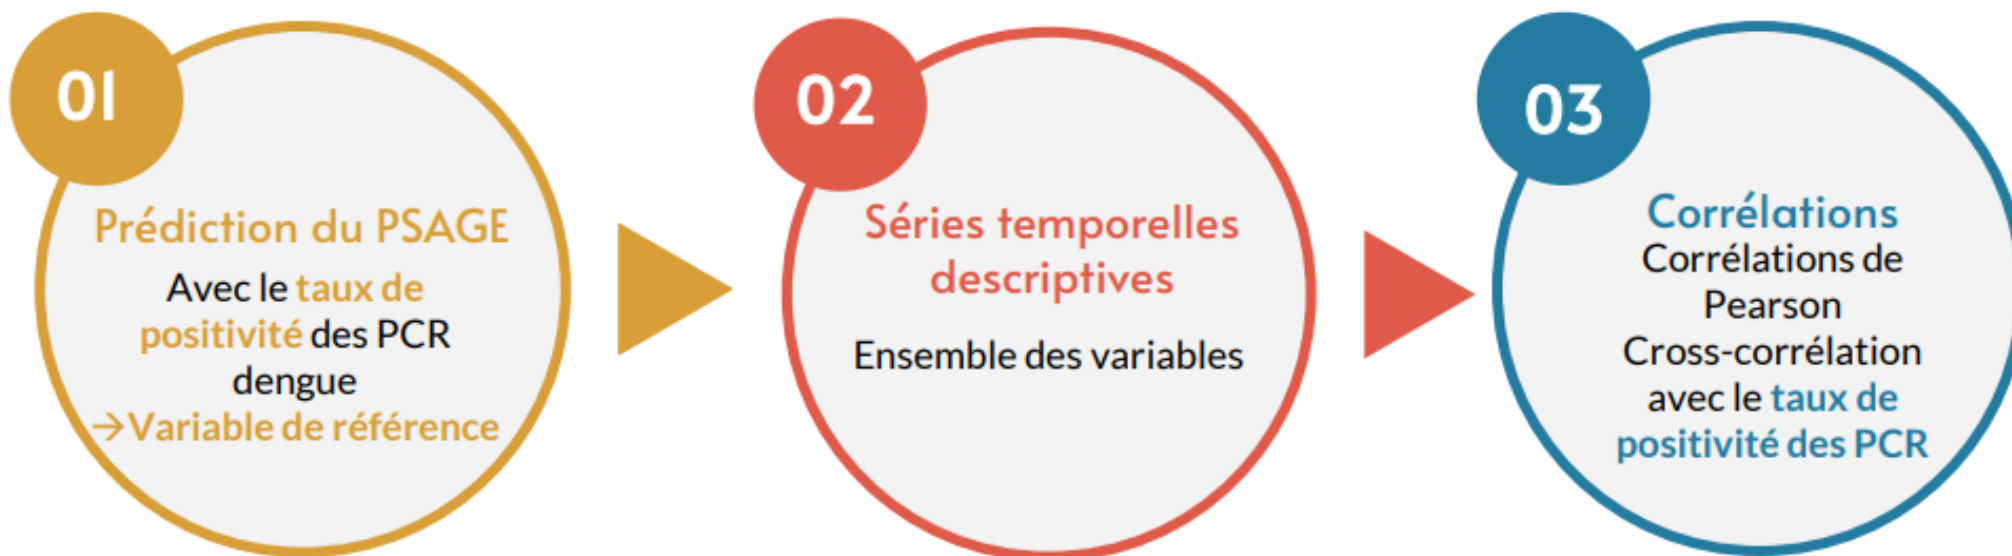 01
Prédiction du PSAGE
Avec le taux de
positivité des PCR
dengue
→Variable de référence
02
Séries temporelles
descriptives
Ensemble des variables
03
Corrélations
Corrélations de
Pearson
Cross-corrélation
avec le taux de
positivité des PCR